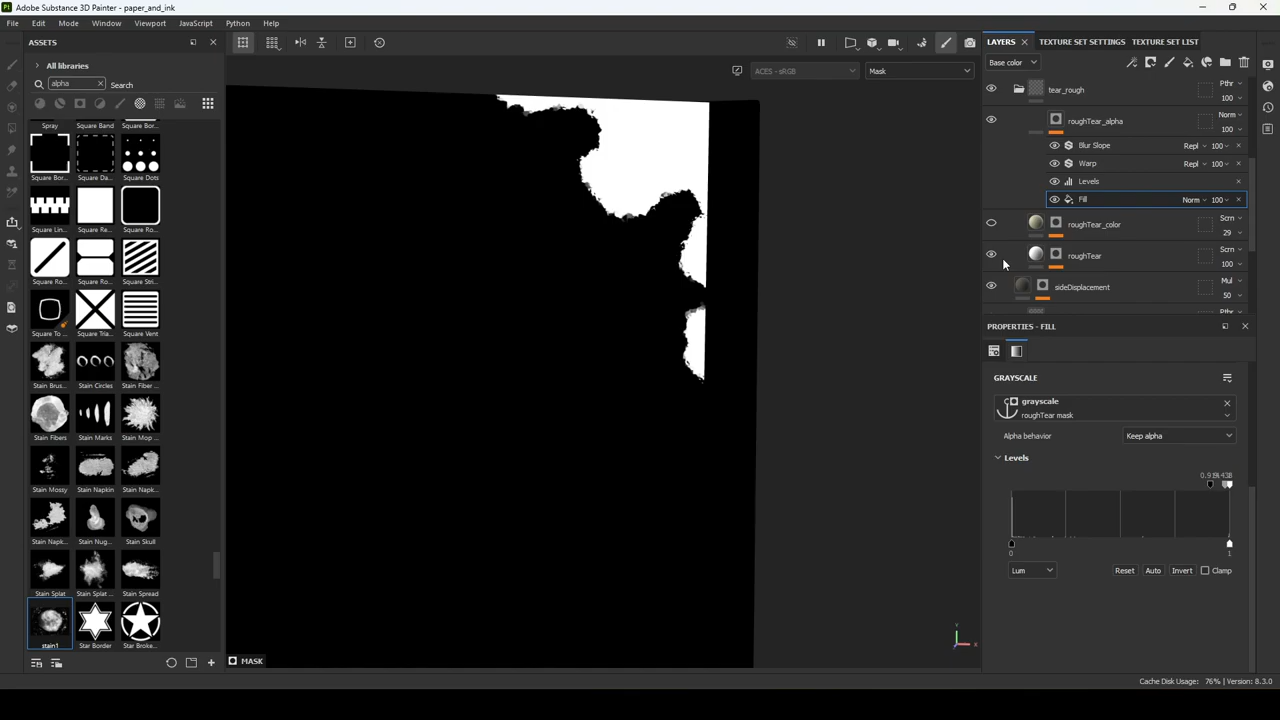 Adobe Substance 3D Painter - paper_and_ink
File Edit Mode Window Viewport JavaScript Python Help
ASSETS
All libraries
alpha
Search
Spray Square Band Square Bor...
Square Bor... Square Da... Square Dots
Square Lin... Square Ro...
Square Ro... Square Stri...
Square To ... Square Tria... Square Vent
Stain Brus... Stain Circles Stain Fiber ...
Stain Fibers Stain Marks Stain Mop ...
Stain Mossy Stain Napkin Stain Napk...
Stain Napk... Stain Nug... Stain Skull
Stain Splat Stain Splat ... Stain Spread
stain1 Star Border Star Broke...
ACES - sRGB
Mask
MASK
Y
X
LAYERS TEXTURE SET SETTINGS TEXTURE SET LIST
Base color
tear_rough Pthr 100
roughTear_alpha Norm 100
Blur Slope Repl 100
Warp Repl 100
Levels
Fill Norm 100
roughTear_color Scrn 29
roughTear Scrn 100
sideDisplacement Mul 50
Pthr
PROPERTIES - FILL
GRAYSCALE
grayscale
roughTear mask
Alpha behavior Keep alpha
Levels
0 1
Lum Reset Auto Invert Clamp
Cache Disk Usage: 76% | Version: 8.3.0